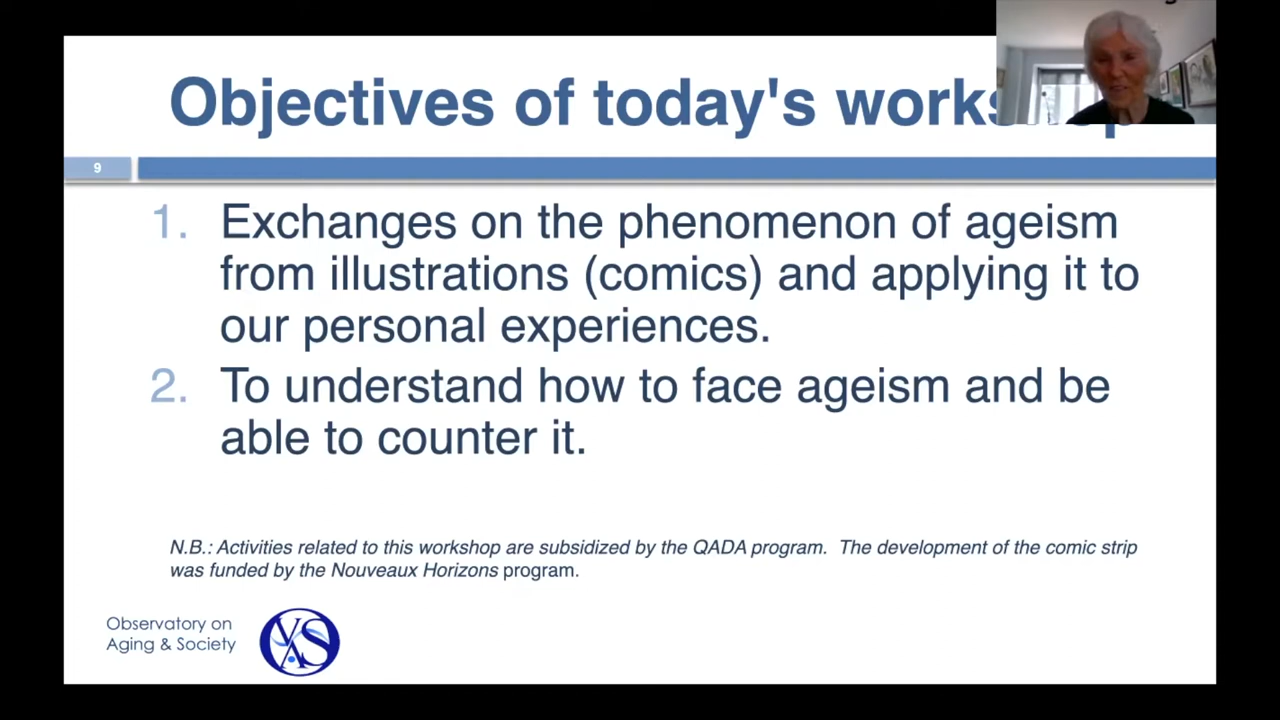 Objectives of today's
9
1. Exchanges on the phenomenon of ageism
from illustrations (comics) and applying it to
our personal experiences.
2. To understand how to face ageism and be
able to counter it.
N.B.: Activities related to this workshop are subsidized by the QADA program. The development of the comic strip
was funded by the Nouveaux Horizons program.
Observatory on
Aging & Society
OVAS